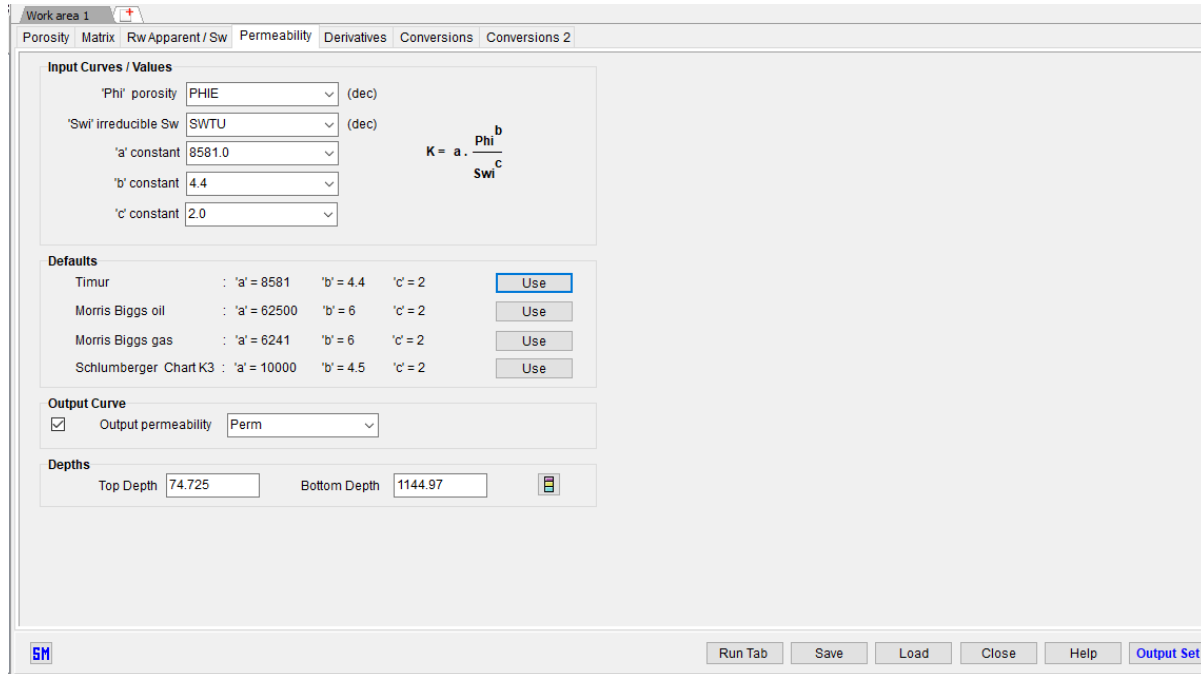 Work area 1
Porosity Matrix Rw Apparent / Sw Permeability Derivatives Conversions Conversions 2
Input Curves / Values
'Phi' porosity PHIE (dec)
'Swi' irreducible Sw SWTU (dec)
'a' constant 8581.0
'b' constant 4.4
'c' constant 2.0
K = a . Phi^b / Swi^c
Defaults
Timur : 'a' = 8581 'b' = 4.4 'c' = 2 Use
Morris Biggs oil : 'a' = 62500 'b' = 6 'c' = 2 Use
Morris Biggs gas : 'a' = 6241 'b' = 6 'c' = 2 Use
Schlumberger Chart K3 : 'a' = 10000 'b' = 4.5 'c' = 2 Use
Output Curve
Output permeability Perm
Depths
Top Depth 74.725 Bottom Depth 1144.97
SM Run Tab Save Load Close Help Output Set